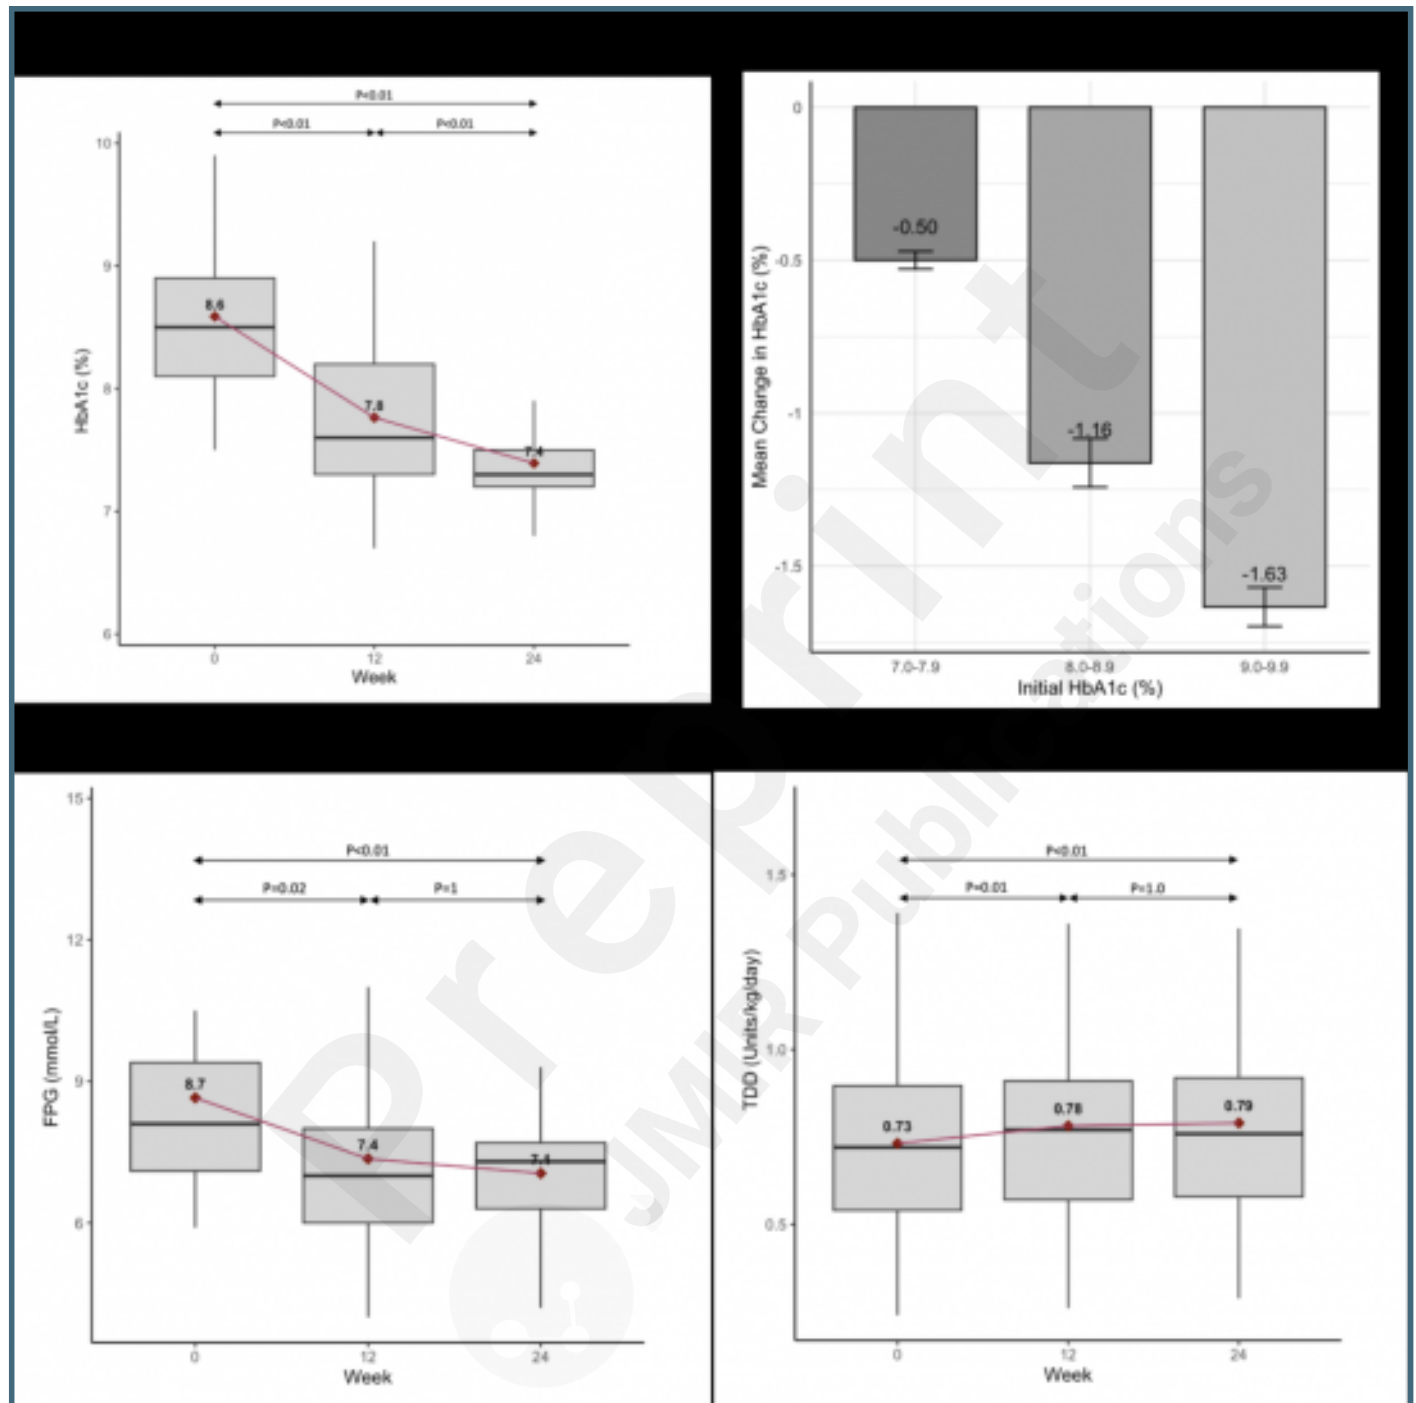 P<0.01
P<0.01 P<0.01
10
9
8
7
6
HbA1c (%)
8.6
7.8
7.4
0 12 24
Week
0
-0.5
-1
-1.5
Mean Change in HbA1c (%)
-0.50
-1.16
-1.63
7.0-7.9 8.0-8.9 9.0-9.9
Initial HbA1c (%)
15
12
9
6
FPG (mmol/L)
P<0.01
P=0.02 P=1
8.7
7.4
7.1
0 12 24
Week
1.5
1.0
0.5
TDD (Units/kg/day)
P<0.01
P=0.01 P=1.0
0.73
0.78
0.79
0 12 24
Week
Preprint
JMIR Publications